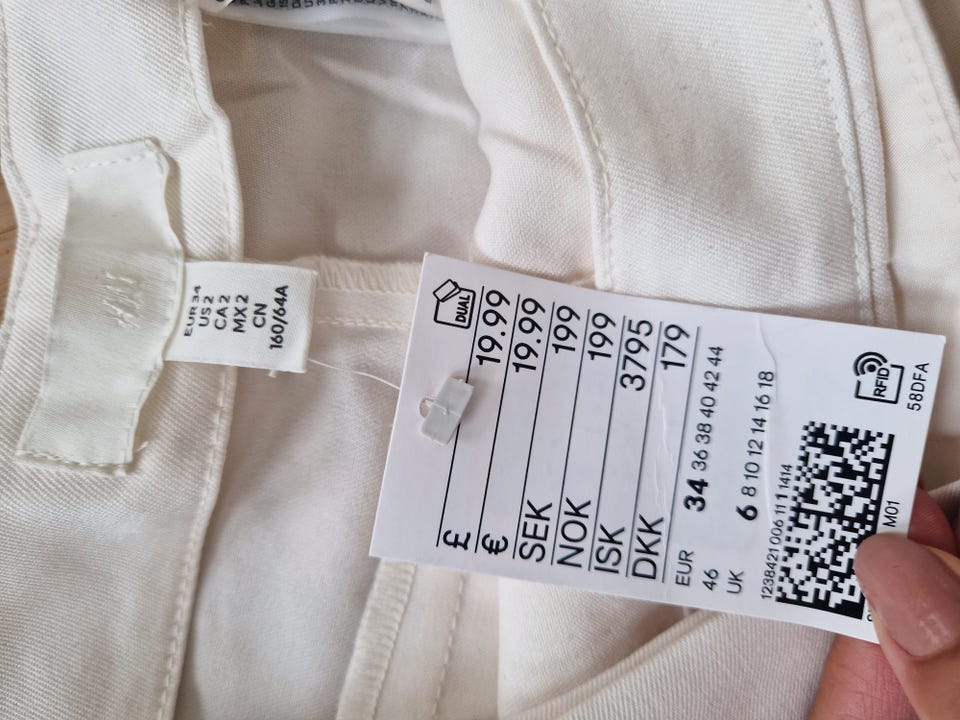 H&M
EUR 34
US 2
CA 2
MX 2
CN
160/64A
DUAL
£ 19.99
€ 19.99
SEK 199
NOK 199
ISK 3795
DKK 179
EUR 34 36 38 40 42 44
46
UK 6 8 10 12 14 16 18
1238421 006 11 1 1414
M01
RFID
58DFA